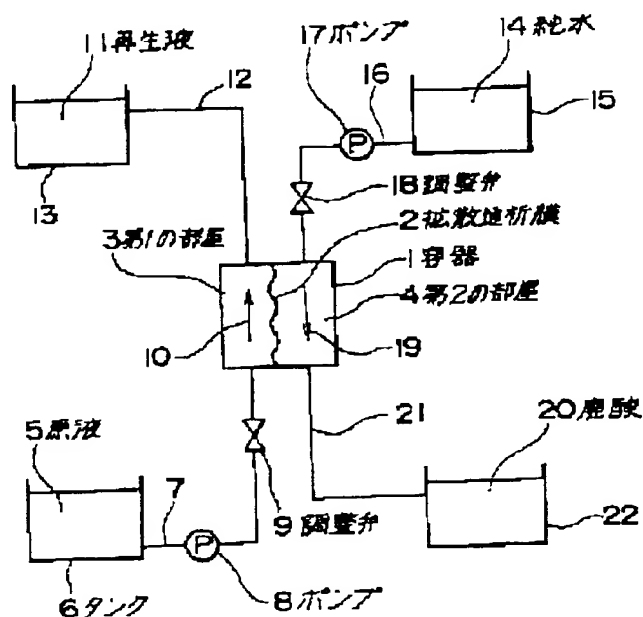 11再生液
12
13
17ポンプ
16
14純水
15
18調整弁
2拡散透析膜
3第1の部屋
1容器
4第2の部屋
10
19
5原液
7
6タンク
8ポンプ
9調整弁
21
20廃酸
22
P
P